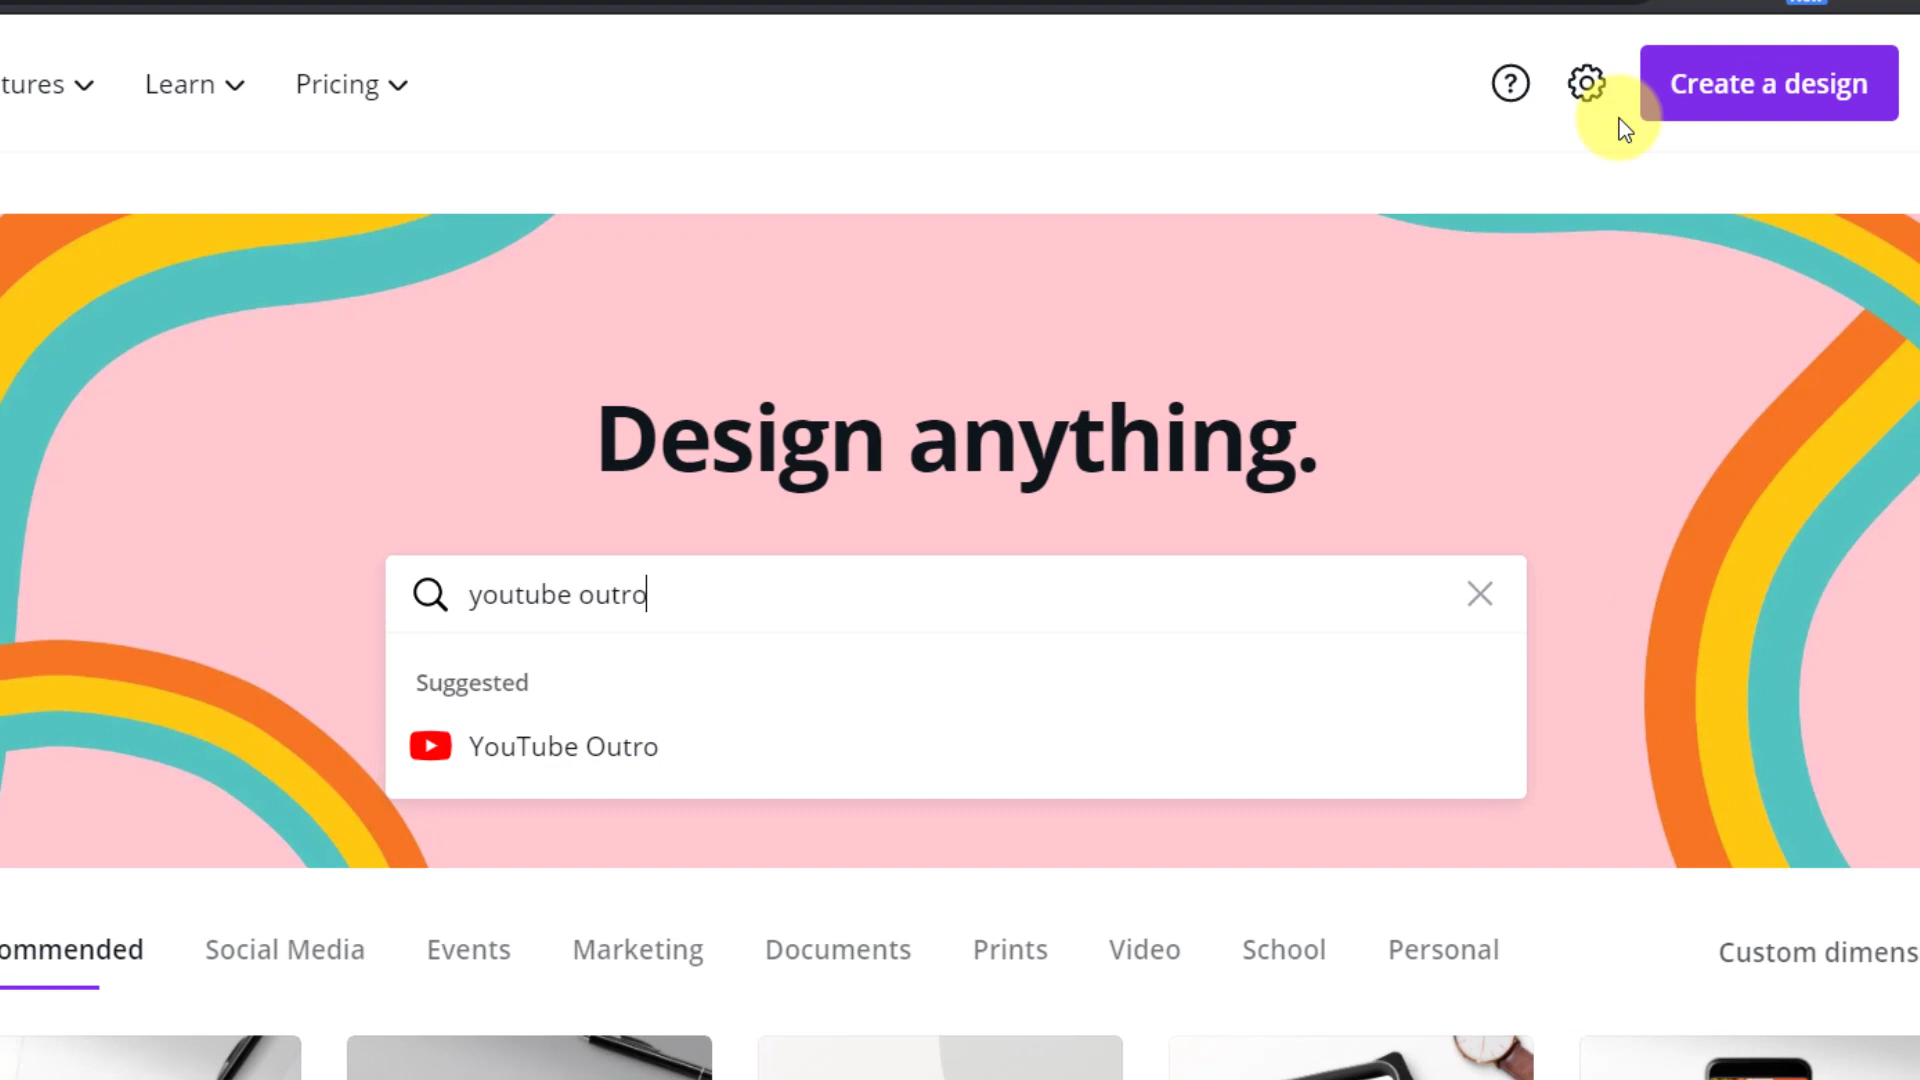 tures
Learn
Pricing
Create a design
Design anything.
youtube outro
Suggested
YouTube Outro
ommended
Social Media
Events
Marketing
Documents
Prints
Video
School
Personal
Custom dimens